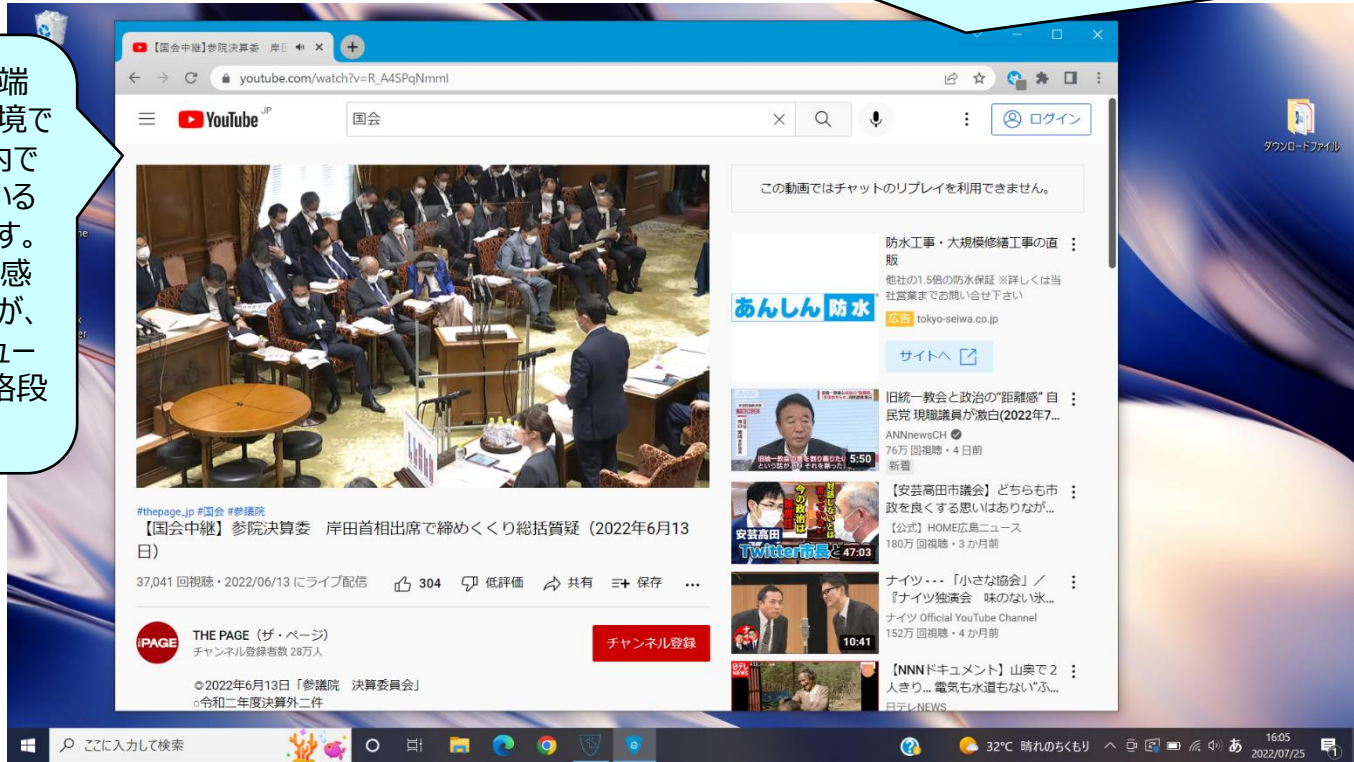 端
境で
内で
いる
す。
感
が、
ュー
格段
【国会中継】参院決算委 岸田
youtube.com/watch?v=R_A4SPqNmmI
YouTube JP
国会
ログイン
ダウンロードファイル
この動画ではチャットのリプレイを利用できません。
防水工事・大規模修繕工事の直
販
他社の1.5倍の防水保証 ※詳しくは当
社営業までお問い合せ下さい
広告 tokyo-seiwa.co.jp
あんしん 防水
サイトへ
旧統一教会と政治の"距離感" 自
民党 現職議員が激白(2022年7...
ANNnewsCH
76万 回視聴・4 日前
新着
5:50
【安芸高田市議会】どちらも市
政を良くする思いはありなが...
【公式】HOME広島ニュース
180万 回視聴・3 か月前
安芸高田
Twitter市長と
47:03
ナイツ - - - 「小さな協会」／
『ナイツ独演会 味のない氷...
ナイツ Official YouTube Channel
152万 回視聴・4 か月前
10:41
【NNNドキュメント】山奥で２
人きり... 電気も水道もない"ふ...
日テレNEWS
#thepage_jp #国会 #参議院
【国会中継】参院決算委 岸田首相出席で締めくくり総括質疑（2022年6月13
日）
37,041 回視聴・2022/06/13 にライブ配信 304 低評価 共有 保存 ...
THE PAGE（ザ・ページ）
チャンネル登録者数 28万人
チャンネル登録
◎2022年6月13日「参議院 決算委員会」
○令和二年度決算外二件
ここに入力して検索
32°C 晴れのちくもり
あ
16:05
2022/07/25